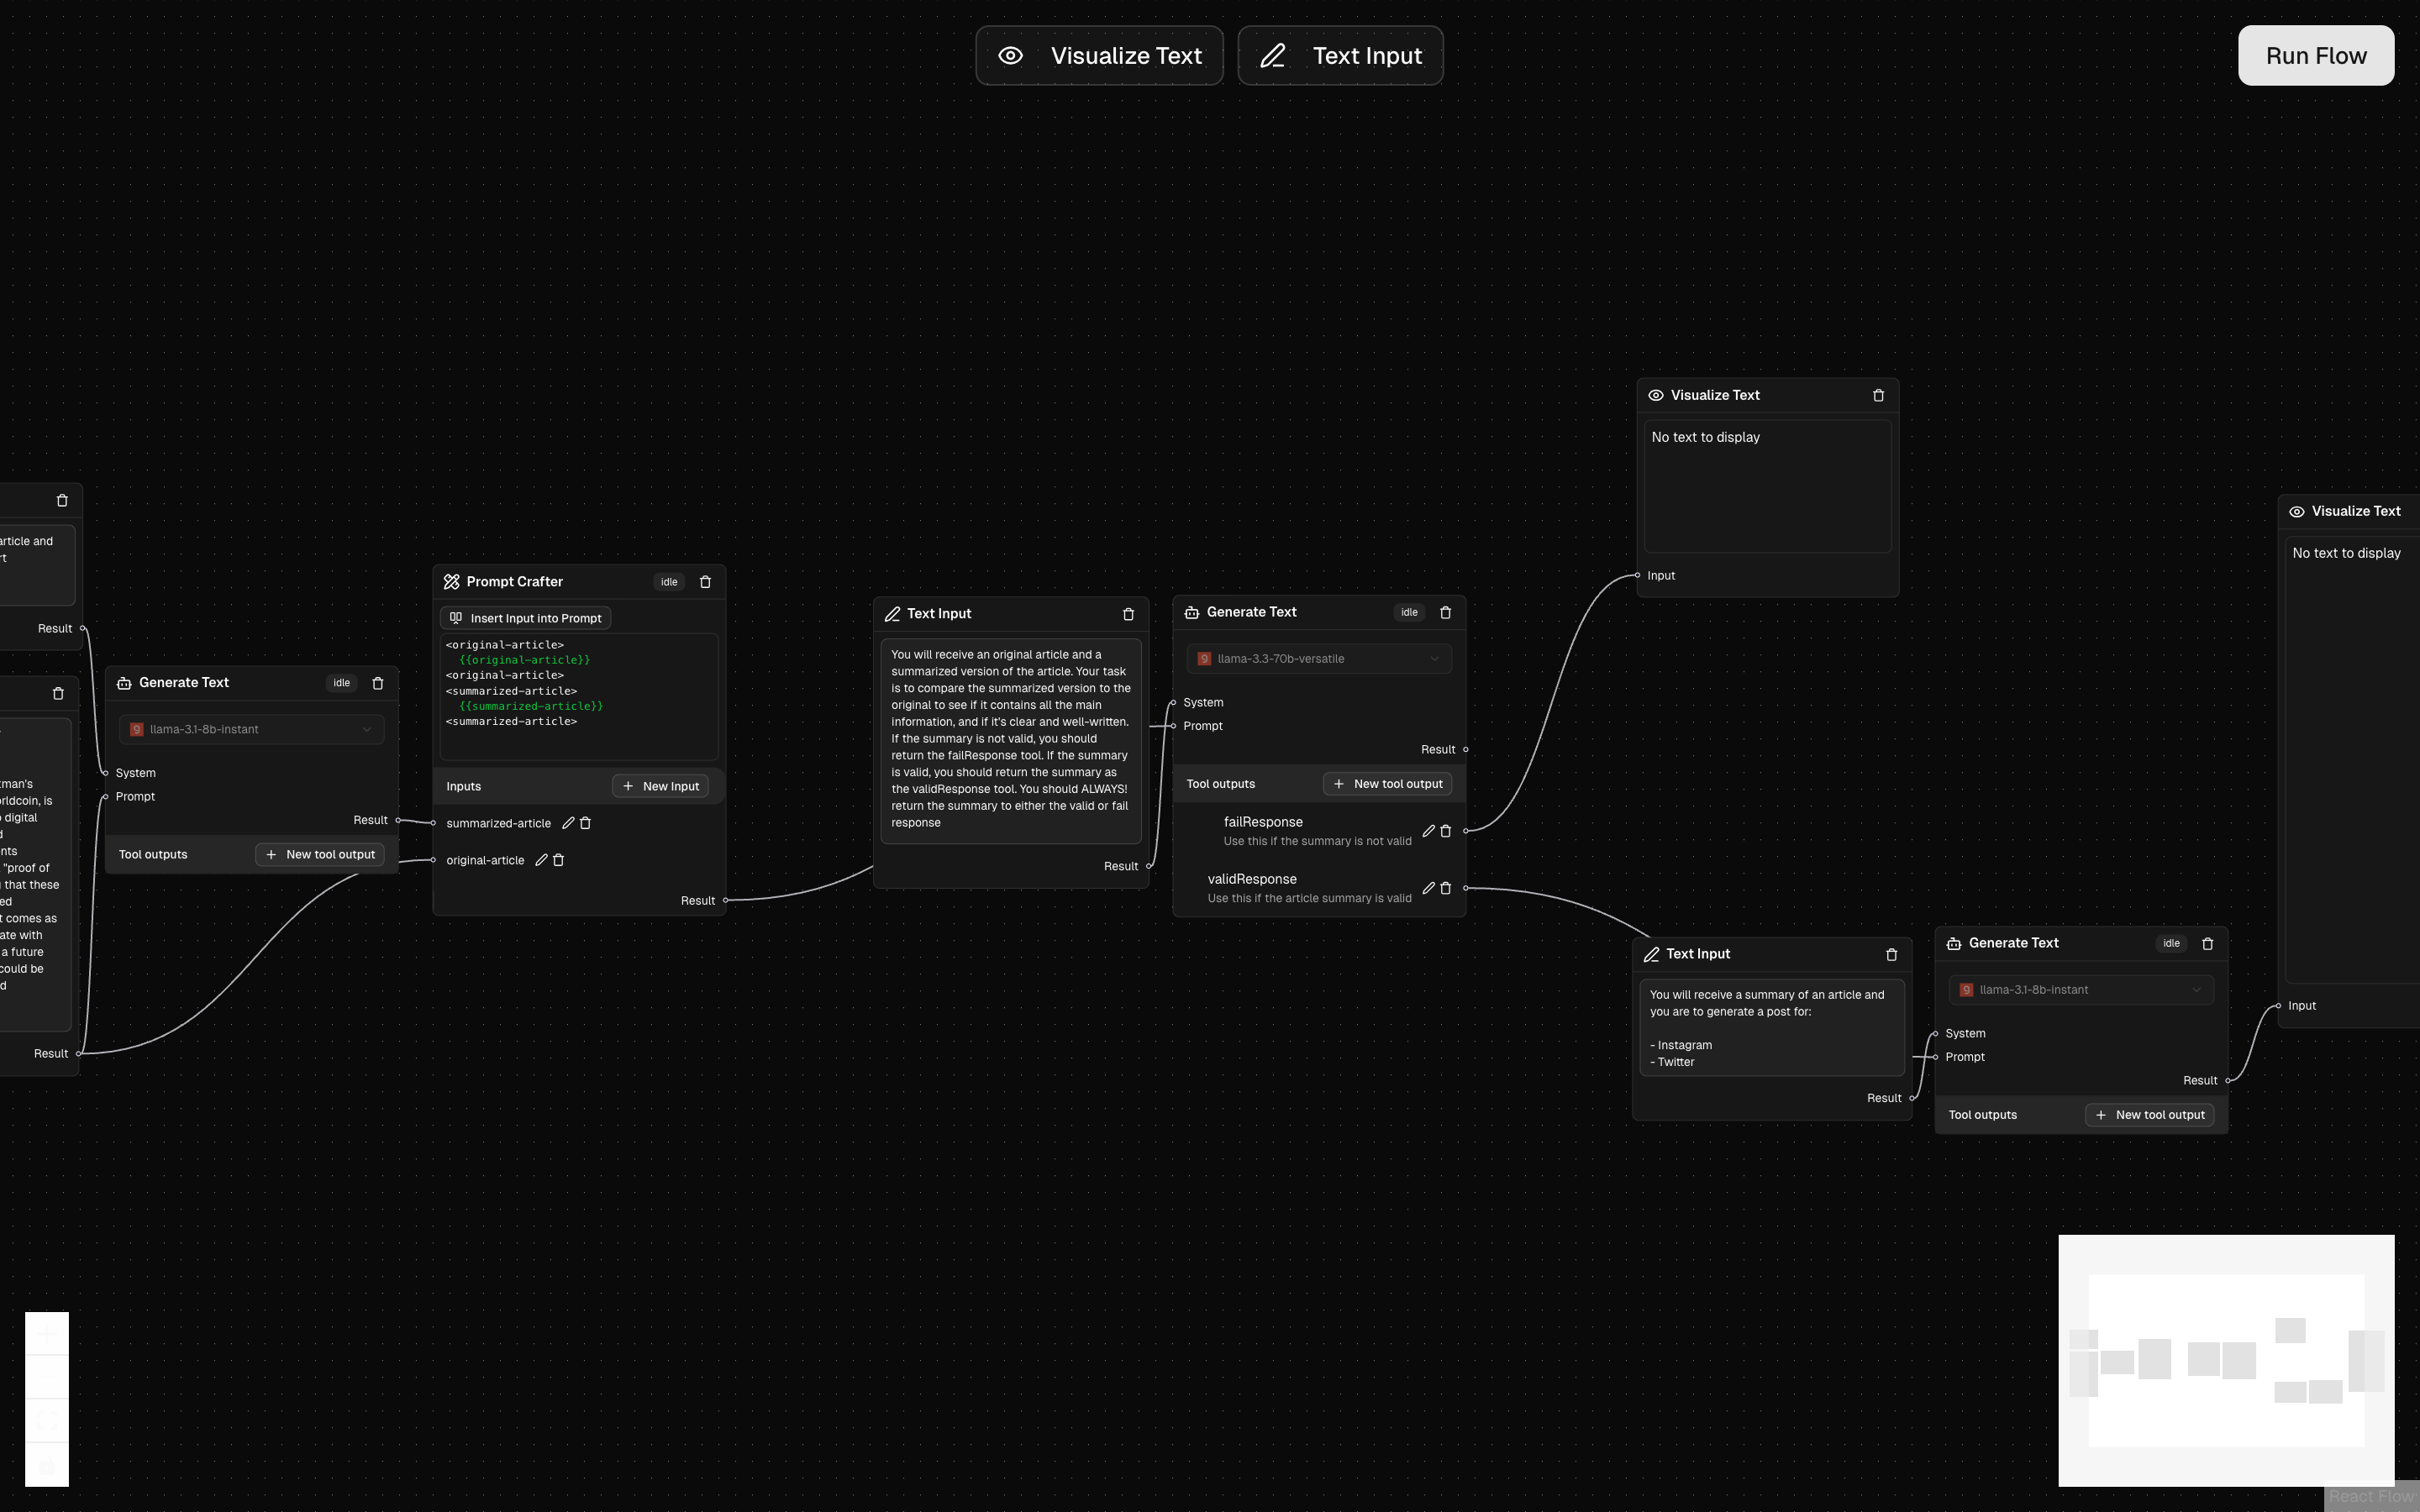 Visualize Text
Text Input
Run Flow
article and
Result
Generate Text
idle
llama-3.1-8b-instant
System
Prompt
Result
Tool outputs
New tool output
tman's
rldcoin, is
digital
nts
"proof of
that these
ed
t comes as
ate with
a future
could be
d
Result
Prompt Crafter
idle
Insert Input into Prompt
<original-article>
{{original-article}}
<original-article>
<summarized-article>
{{summarized-article}}
<summarized-article>
Inputs
New Input
summarized-article
original-article
Result
Text Input
You will receive an original article and a
summarized version of the article. Your task
is to compare the summarized version to the
original to see if it contains all the main
information, and if it's clear and well-written.
If the summary is not valid, you should
return the failResponse tool. If the summary
is valid, you should return the summary as
the validResponse tool. You should ALWAYS!
return the summary to either the valid or fail
response
Result
Generate Text
idle
llama-3.3-70b-versatile
System
Prompt
Result
Tool outputs
New tool output
failResponse
Use this if the summary is not valid
validResponse
Use this if the article summary is valid
Visualize Text
No text to display
Input
Text Input
You will receive a summary of an article and
you are to generate a post for:
- Instagram
- Twitter
Result
Generate Text
idle
llama-3.1-8b-instant
System
Prompt
Result
Tool outputs
New tool output
Visualize Text
No text to display
Input
React Flow